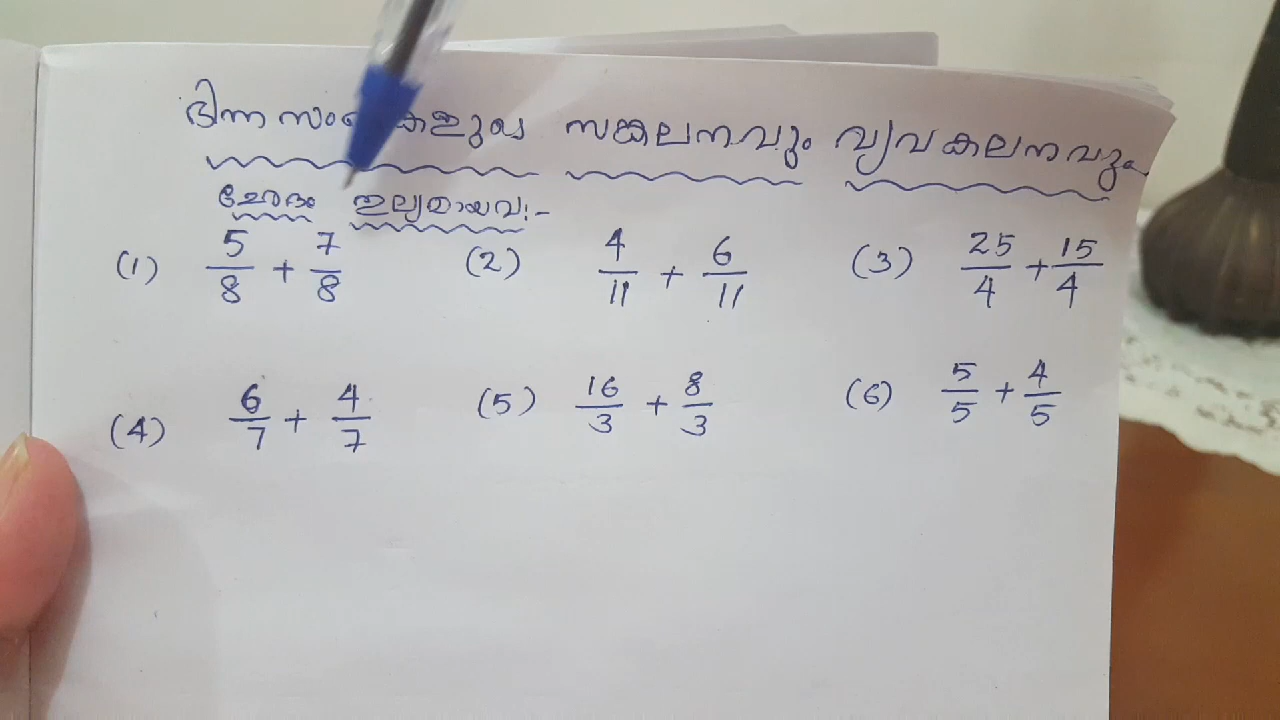 ഭിന്ന സംഖ്യകളുടെ സങ്കലനവും വ്യവകലനവും
ഛേദം തുല്യമായവ:-
(1) 5/8 + 7/8 (2) 4/11 + 6/11 (3) 25/4 + 15/4
(4) 6/7 + 4/7 (5) 16/3 + 8/3 (6) 5/5 + 4/5